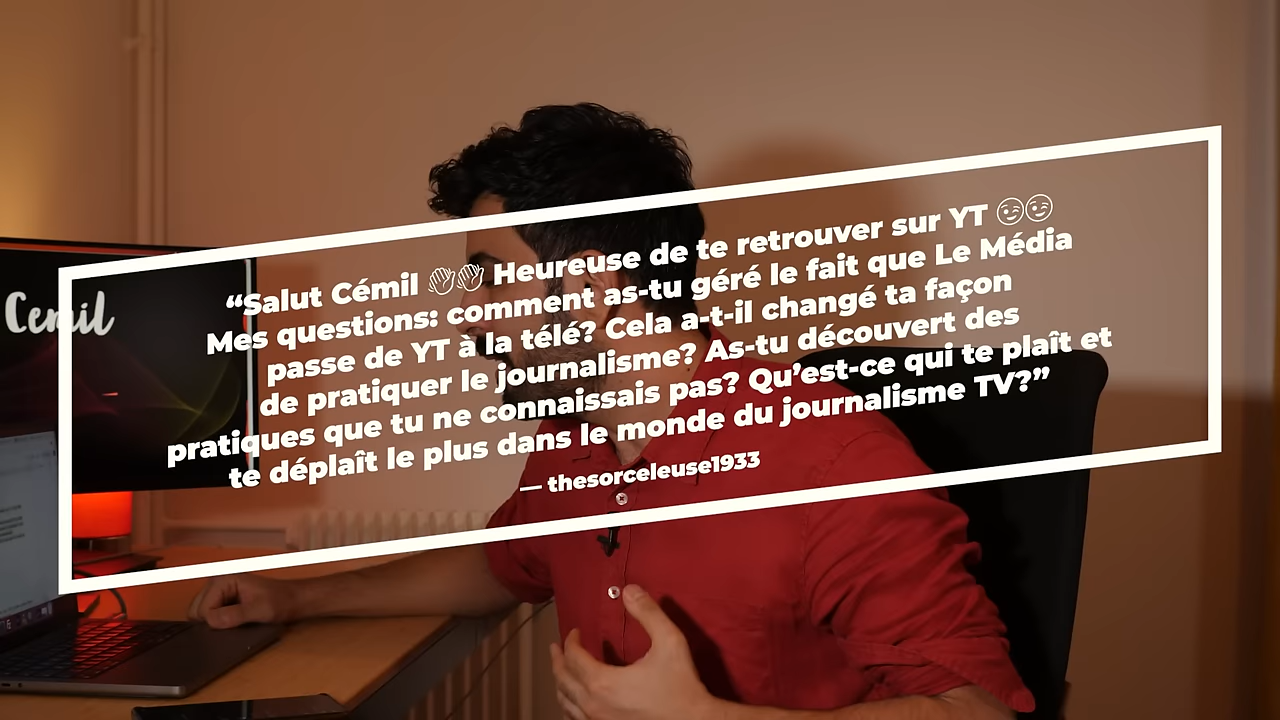 Cemil
“Salut Cémil 👏👏 Heureuse de te retrouver sur YT 😉😉
Mes questions: comment as-tu géré le fait que Le Média
passe de YT à la télé? Cela a-t-il changé ta façon
de pratiquer le journalisme? As-tu découvert des
pratiques que tu ne connaissais pas? Qu’est-ce qui te plaît et
te déplaît le plus dans le monde du journalisme TV?”
— thesorceleuse1933